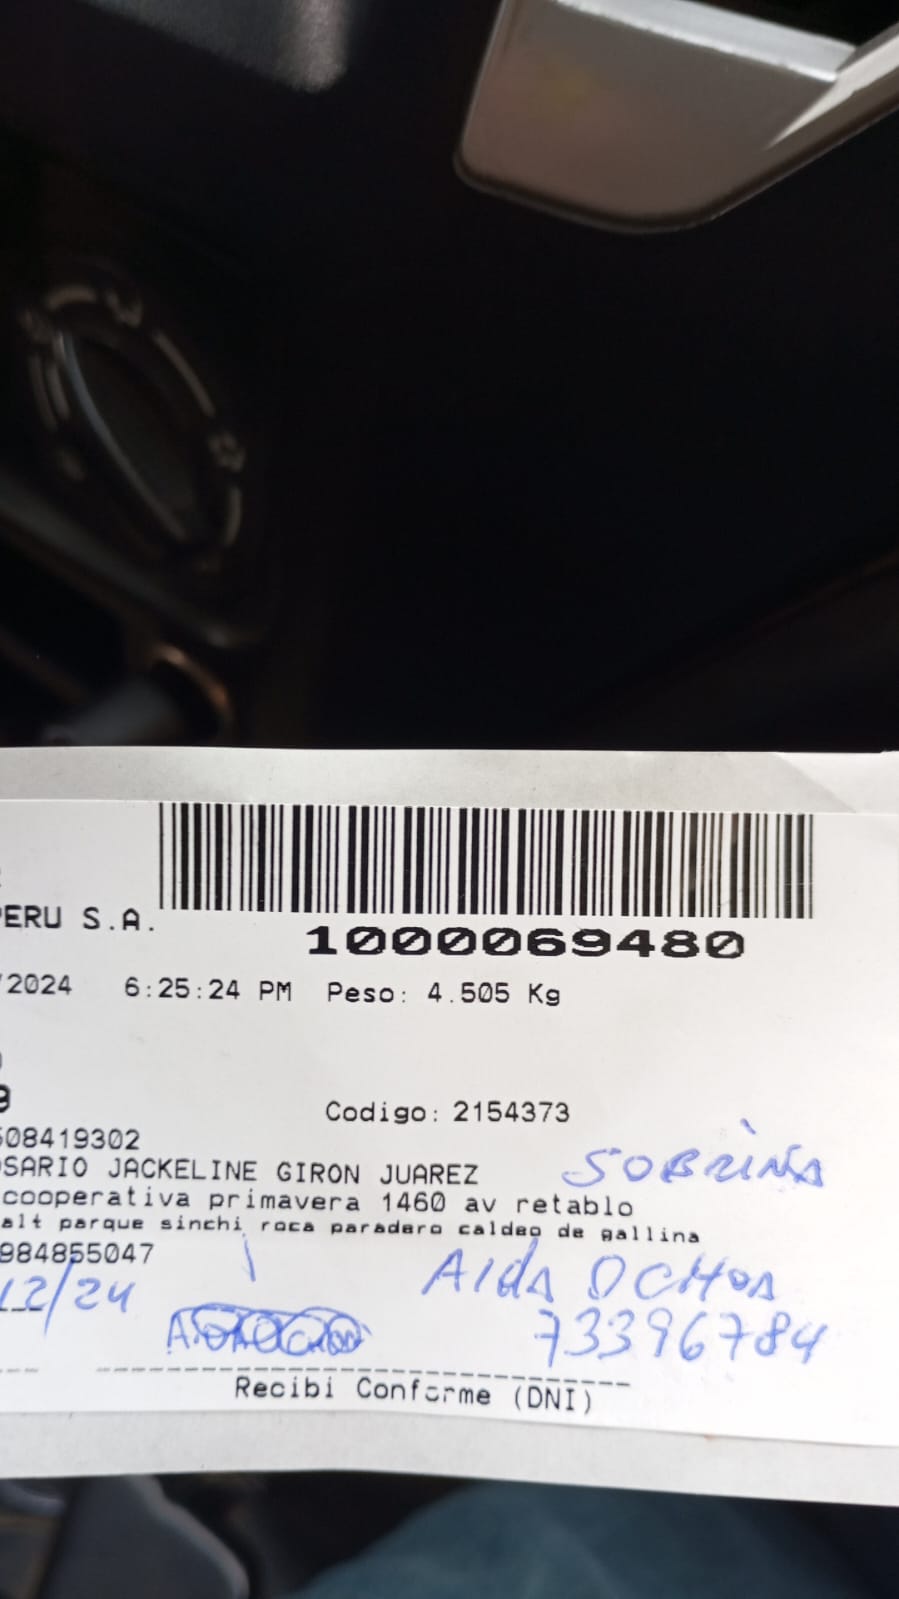 1000069480
PERU S.A.
/2024 6:25:24 PM Peso: 4.505 Kg
9
Codigo: 2154373
508419302
OSARIO JACKELINE GIRON JUAREZ SOBRINA
cooperativa primavera 1460 av retablo
alt parque sinchi roca paradero caldeo de gallina
984855047
12/24 AIDA OCHOA
73396784
Recibi Conforme (DNI)